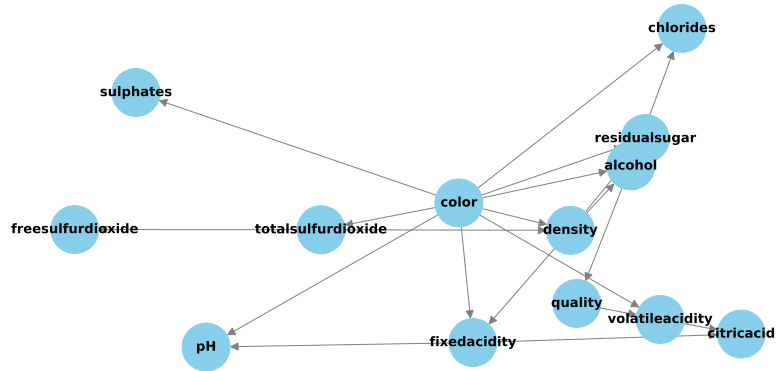 chlorides
sulphates
residualsugar
alcohol
color
freesulfurdioxide
totalsulfurdioxide
density
quality
volatileacidity
citricacid
fixedacidity
pH